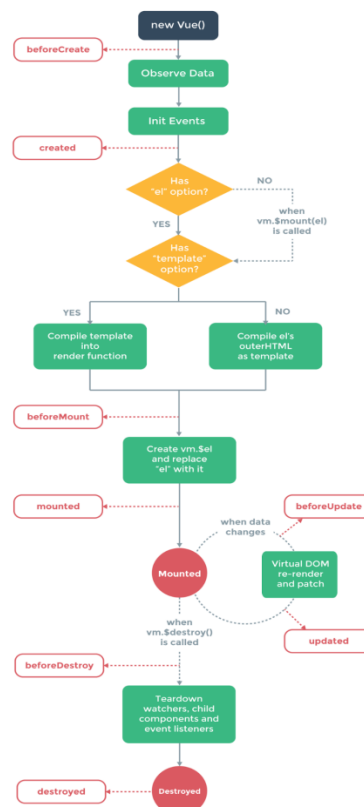 new Vue()
beforeCreate
Observe Data
Init Events
created
Has
"el" option?
NO
YES
when
vm.$mount(el)
is called
Has
"template"
option?
YES
NO
Compile template
into
render function
Compile el's
outerHTML
as template
beforeMount
Create vm.$el
and replace
"el" with it
mounted
beforeUpdate
when data
changes
Mounted
Virtual DOM
re-render
and patch
when
vm.$destroy()
is called
updated
beforeDestroy
Teardown
watchers, child
components and
event listeners
destroyed
Destroyed